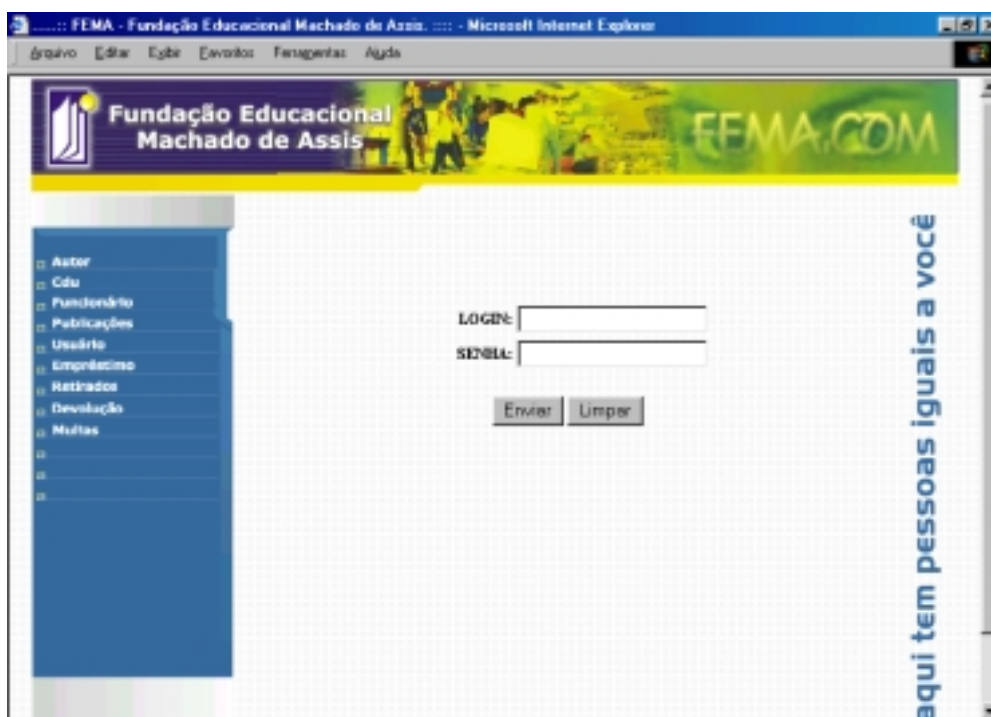 .....:: FEMA - Fundação Educacional Machado de Assis. :::: - Microsoft Internet Explorer
Arquivo Editar Exibir Favoritos Ferramentas Ajuda
Fundação Educacional
Machado de Assis
FEMA.COM
Autor
Cdu
Funcionário
Publicações
Usuário
Empréstimo
Retirados
Devolução
Multas
LOGIN:
SENHA:
Enviar Limpar
aqui tem pessoas iguais a você